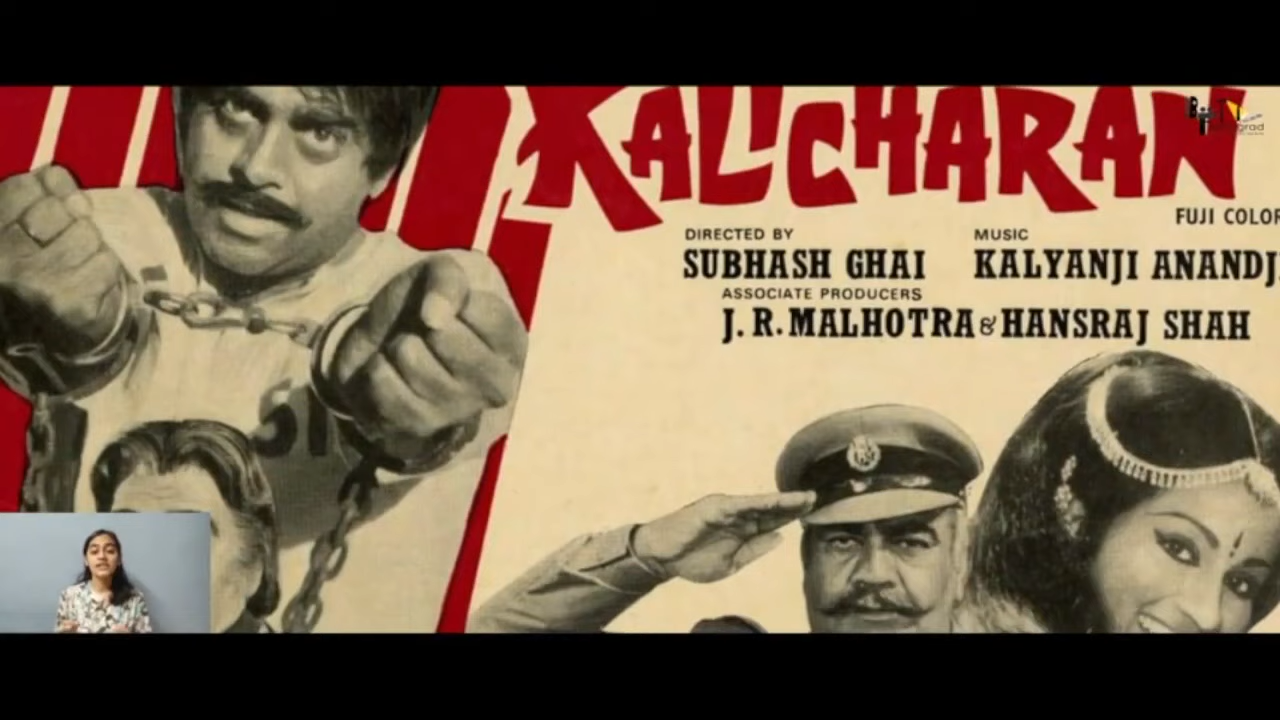 KALICHARAN
FUJI COLOR
DIRECTED BY
MUSIC
SUBHASH GHAI
KALYANJI ANANDJI
ASSOCIATE PRODUCERS
J. R. MALHOTRA & HANSRAJ SHAH